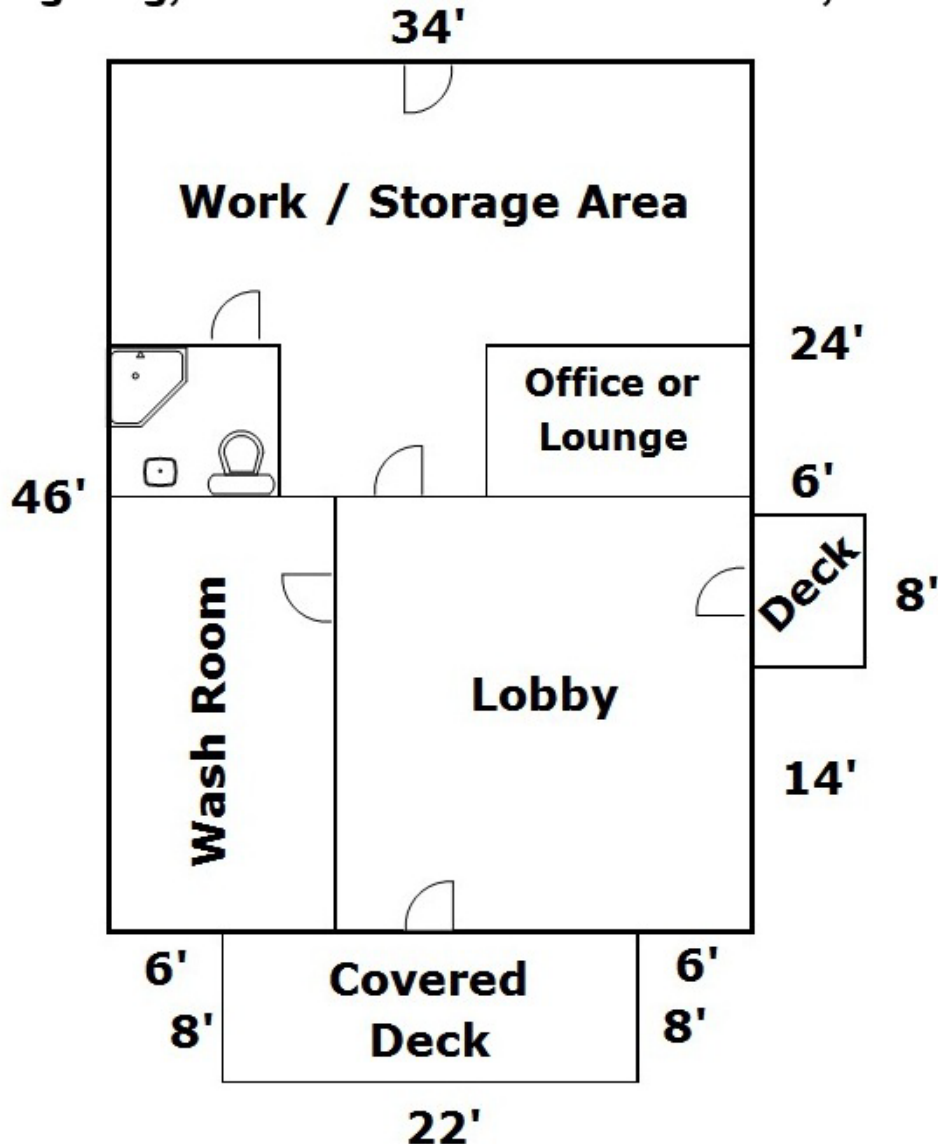 34'
Work / Storage Area
24'
Office or
Lounge
6'
46'
Deck
8'
Wash Room
Lobby
14'
6'
6'
Covered
Deck
8'
8'
22'